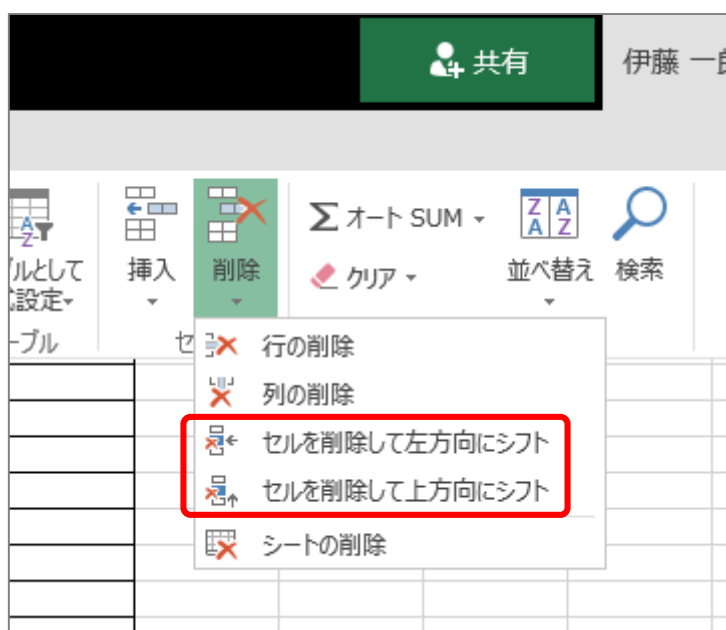 共有
伊藤 一
オート SUM
ルとして
設定
挿入
削除
クリア
並べ替え
検索
ーブル
セ
行の削除
列の削除
セルを削除して左方向にシフト
セルを削除して上方向にシフト
シートの削除